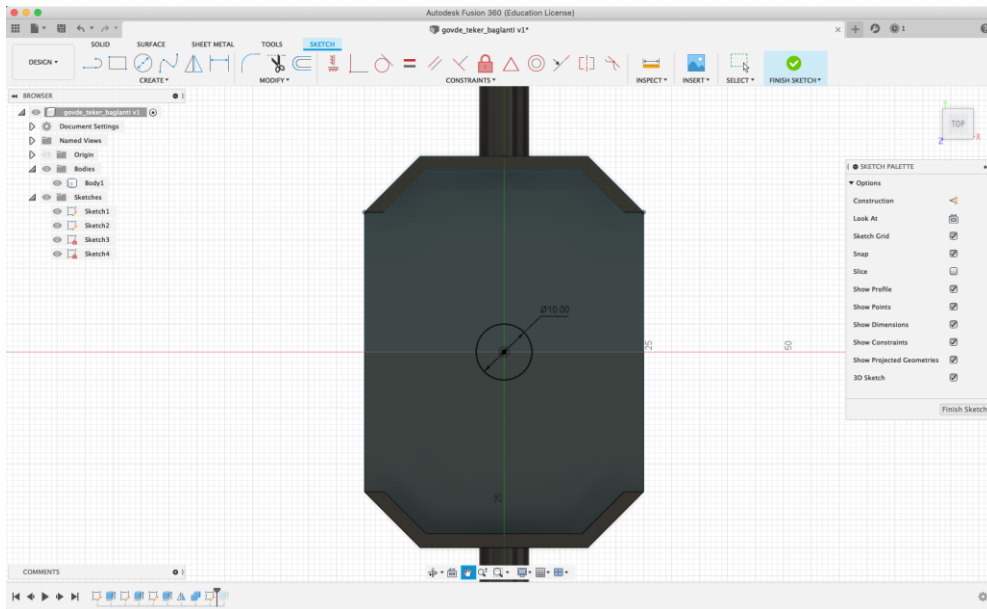 Autodesk Fusion 360 (Education License)
govde_teker_baglanti v1*
1
DESIGN
SOLID SURFACE SHEET METAL TOOLS SKETCH
CREATE MODIFY CONSTRAINTS INSPECT INSERT SELECT FINISH SKETCH
BROWSER
govde_teker_baglanti v1
Document Settings
Named Views
Origin
Bodies
Body1
Sketches
Sketch1
Sketch2
Sketch3
Sketch4
TOP
Y
Z
X
SKETCH PALETTE
Options
Construction
Look At
Sketch Grid
Snap
Slice
Show Profile
Show Points
Show Dimensions
Show Constraints
Show Projected Geometries
3D Sketch
Finish Sketch
Ø10.00
25
50
COMMENTS